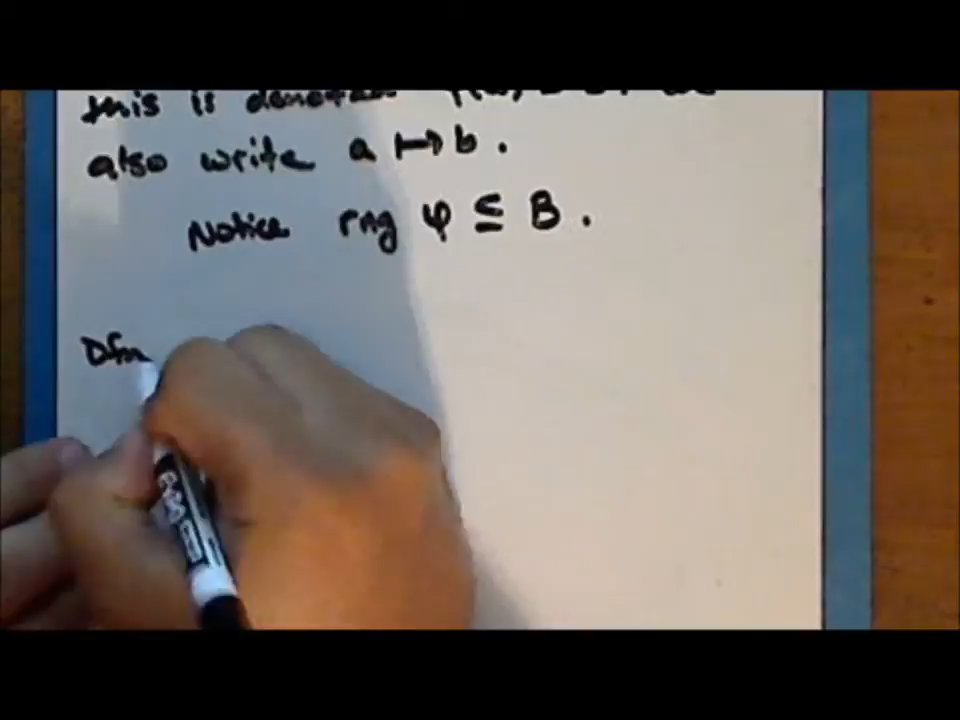 this is denoted
also write a ↦ b .
Notice rng φ ⊆ B .
Dfn